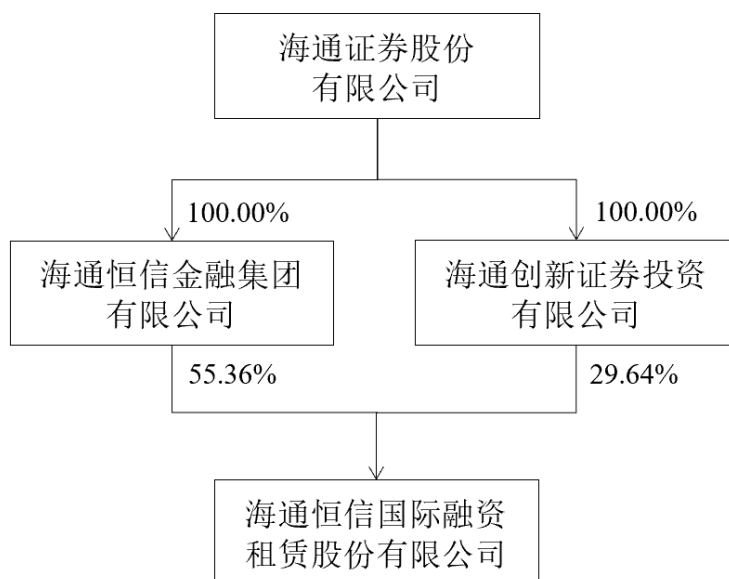 海通证券股份
有限公司
100.00%
100.00%
海通恒信金融集团
有限公司
海通创新证券投资
有限公司
55.36%
29.64%
海通恒信国际融资
租赁股份有限公司